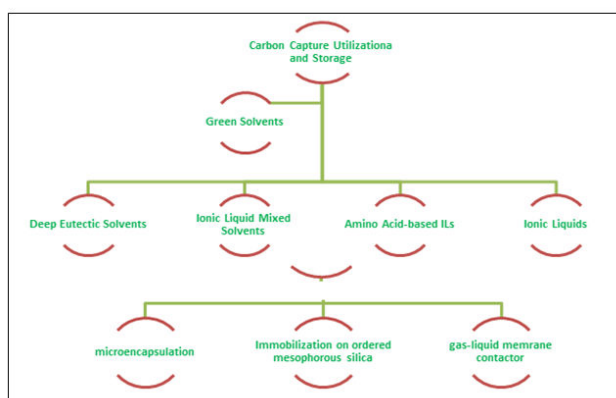 Carbon Capture Utilizationa
and Storage
Green Solvents
Deep Eutectic Solvents
Ionic Liquid Mixed
Solvents
Amino Acid-based ILs
Ionic Liquids
microencapsulation
Immobilization on ordered
mesophorous silica
gas-liquid memrane
contactor